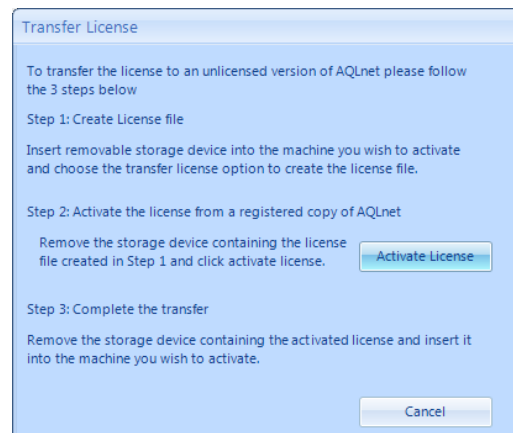 Transfer License
To transfer the license to an unlicensed version of AQLnet please follow
the 3 steps below
Step 1: Create License file
Insert removable storage device into the machine you wish to activate
and choose the transfer license option to create the license file.
Step 2: Activate the license from a registered copy of AQLnet
Remove the storage device containing the license
file created in Step 1 and click activate license.
Activate License
Step 3: Complete the transfer
Remove the storage device containing the activated license and insert it
into the machine you wish to activate.
Cancel